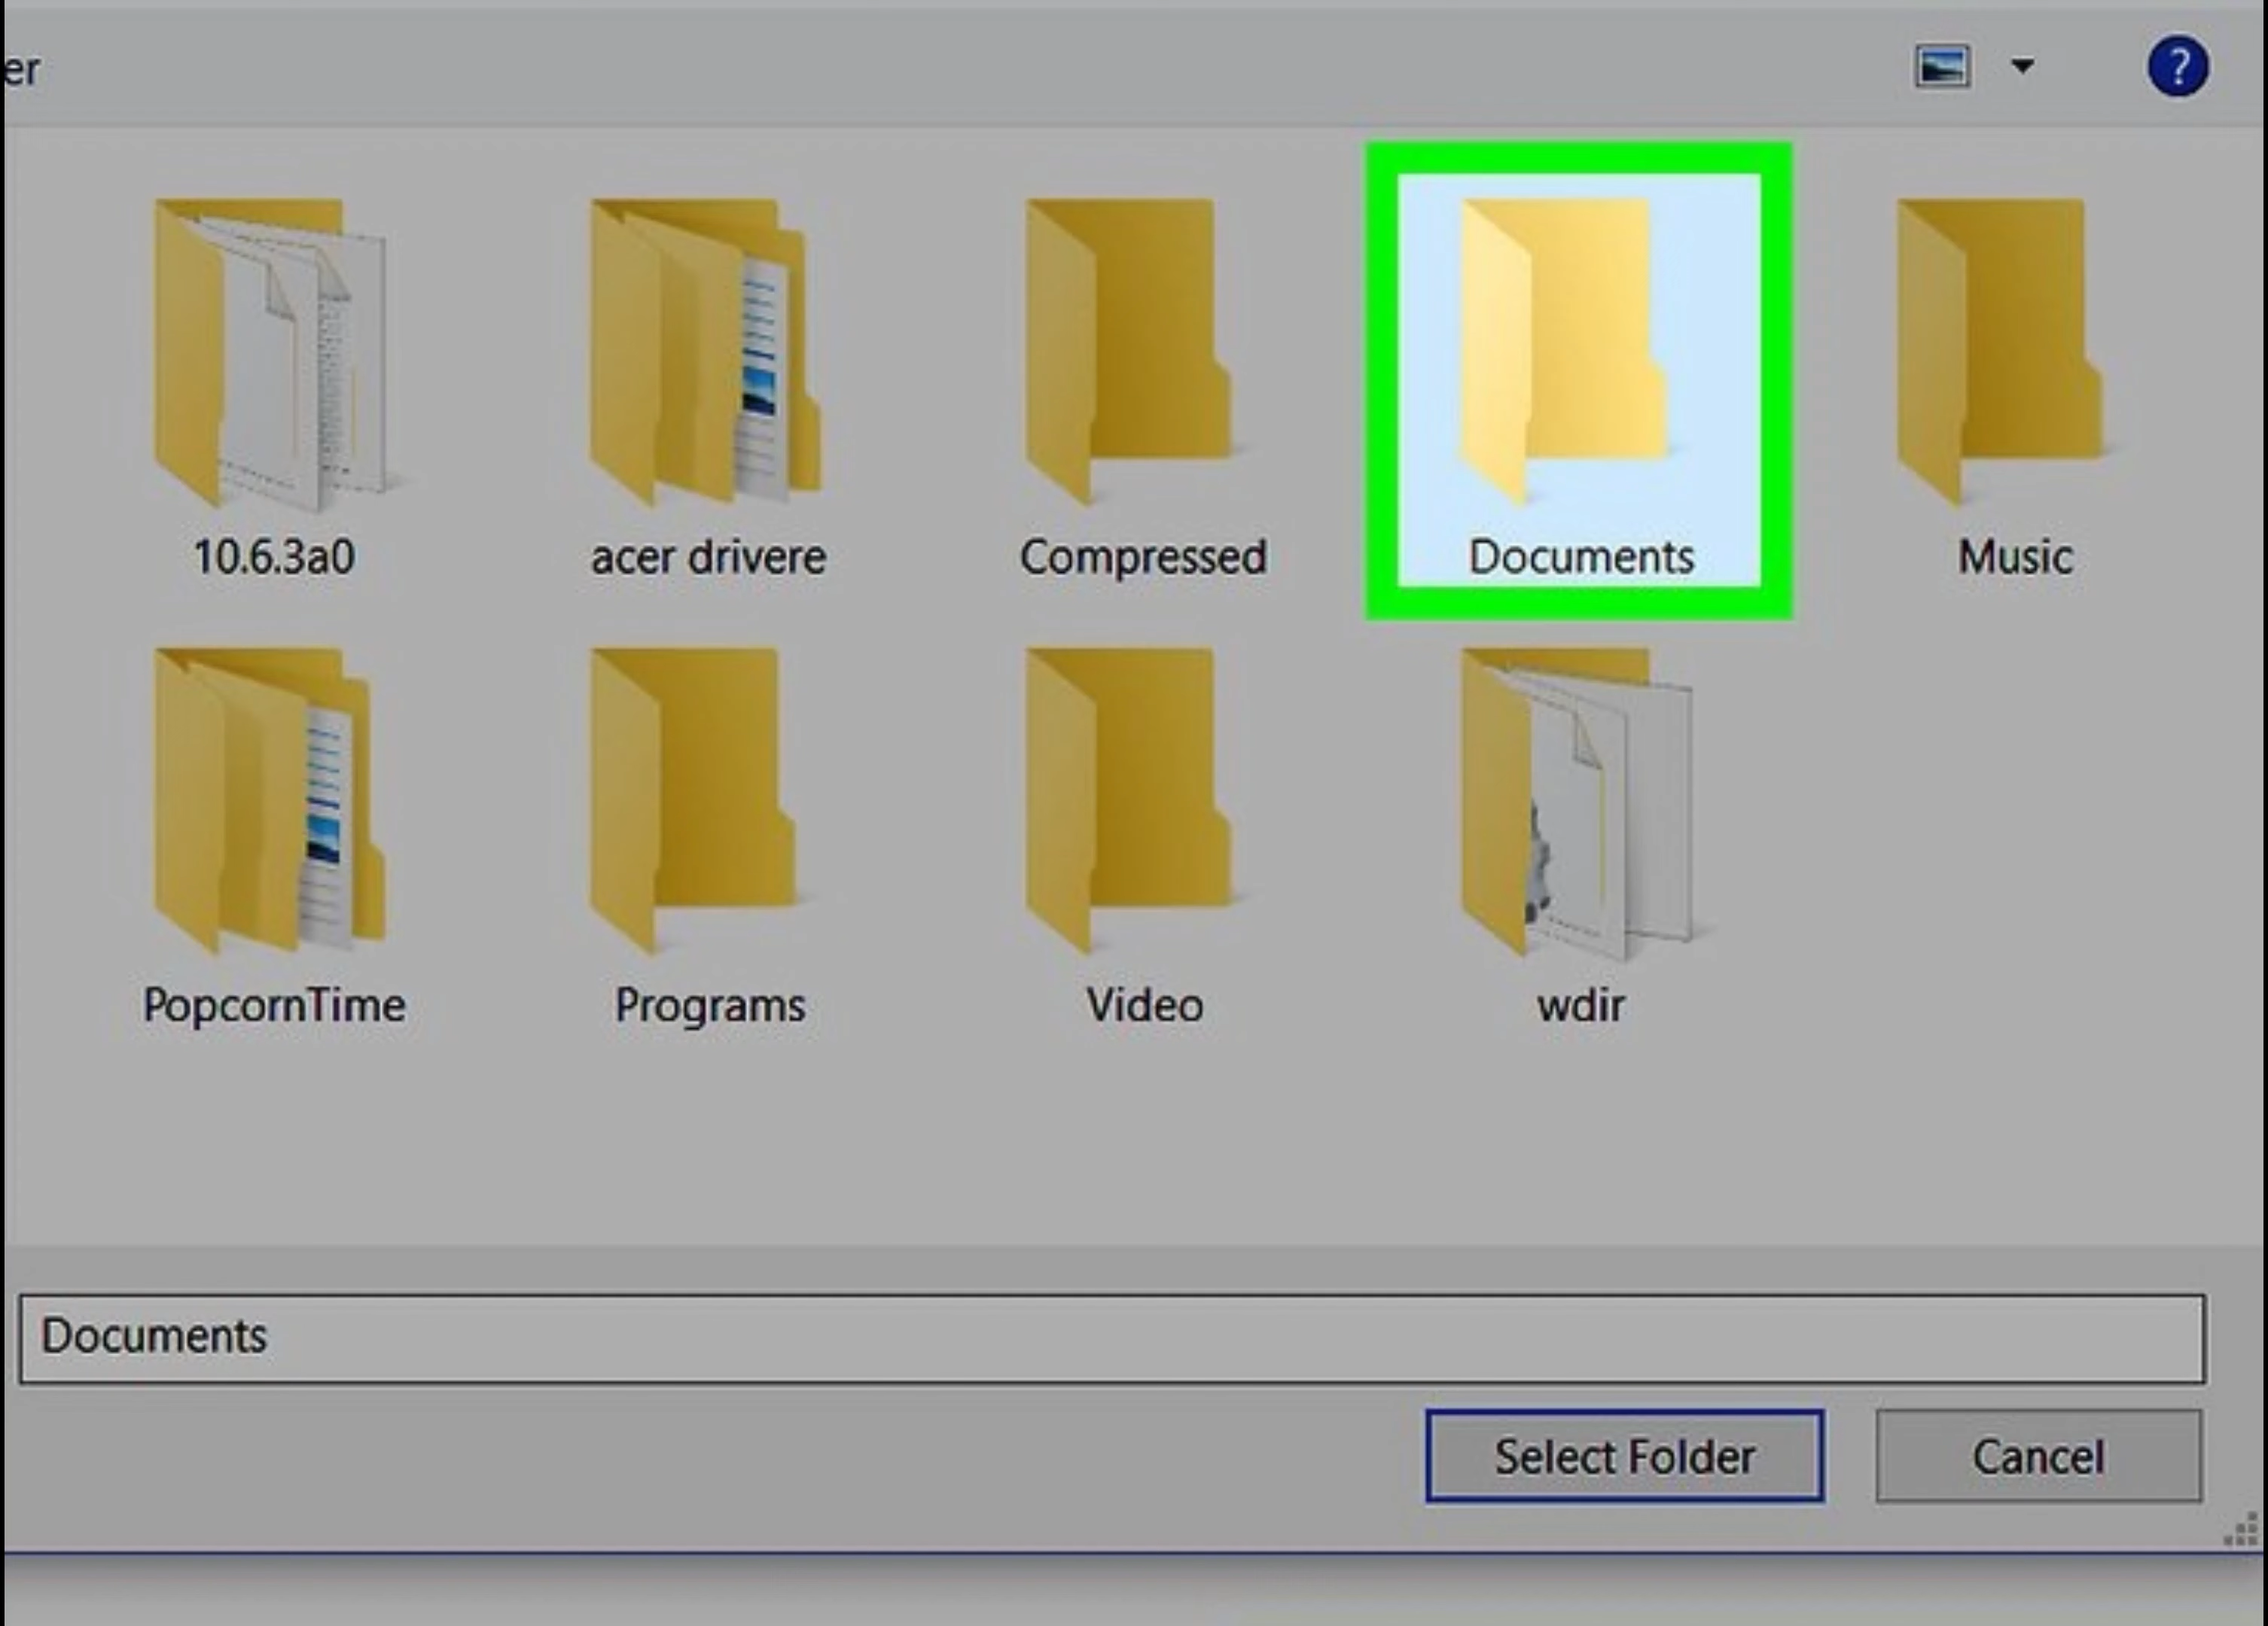 er
?
10.6.3a0
acer drivere
Compressed
Documents
Music
PopcornTime
Programs
Video
wdir
Documents
Select Folder
Cancel